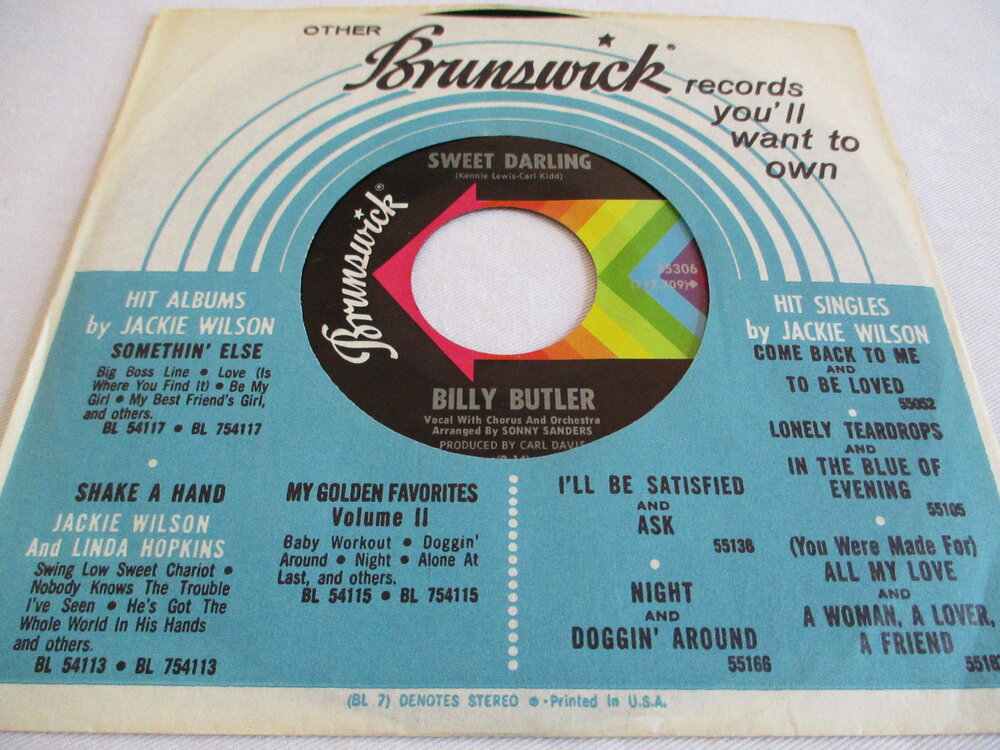 OTHER
Brunswick®
records
you'll
want to
own
SWEET DARLING
(Kennie Lewis-Carl Kidd)
Brunswick®
55306
BILLY BUTLER
Vocal With Chorus And Orchestra
Arranged By SONNY SANDERS
PRODUCED BY CARL DAVIS
HIT ALBUMS
by JACKIE WILSON
SOMETHIN' ELSE
Big Boss Line • Love (Is
Where You Find It) • Be My
Girl • My Best Friend's Girl,
and others.
BL 54117 • BL 754117
SHAKE A HAND
JACKIE WILSON
And LINDA HOPKINS
Swing Low Sweet Chariot •
Nobody Knows The Trouble
I've Seen • He's Got The
Whole World In His Hands
and others.
BL 54113 • BL 754113
MY GOLDEN FAVORITES
Volume II
Baby Workout • Doggin'
Around • Night • Alone At
Last, and others.
BL 54115 • BL 754115
I'LL BE SATISFIED
AND
ASK
55136
NIGHT
AND
DOGGIN' AROUND
55166
HIT SINGLES
by JACKIE WILSON
COME BACK TO ME
AND
TO BE LOVED
55052
LONELY TEARDROPS
AND
IN THE BLUE OF
EVENING
55105
(You Were Made For)
ALL MY LOVE
AND
A WOMAN, A LOVER,
A FRIEND
(BL 7) DENOTES STEREO • Printed In U.S.A.